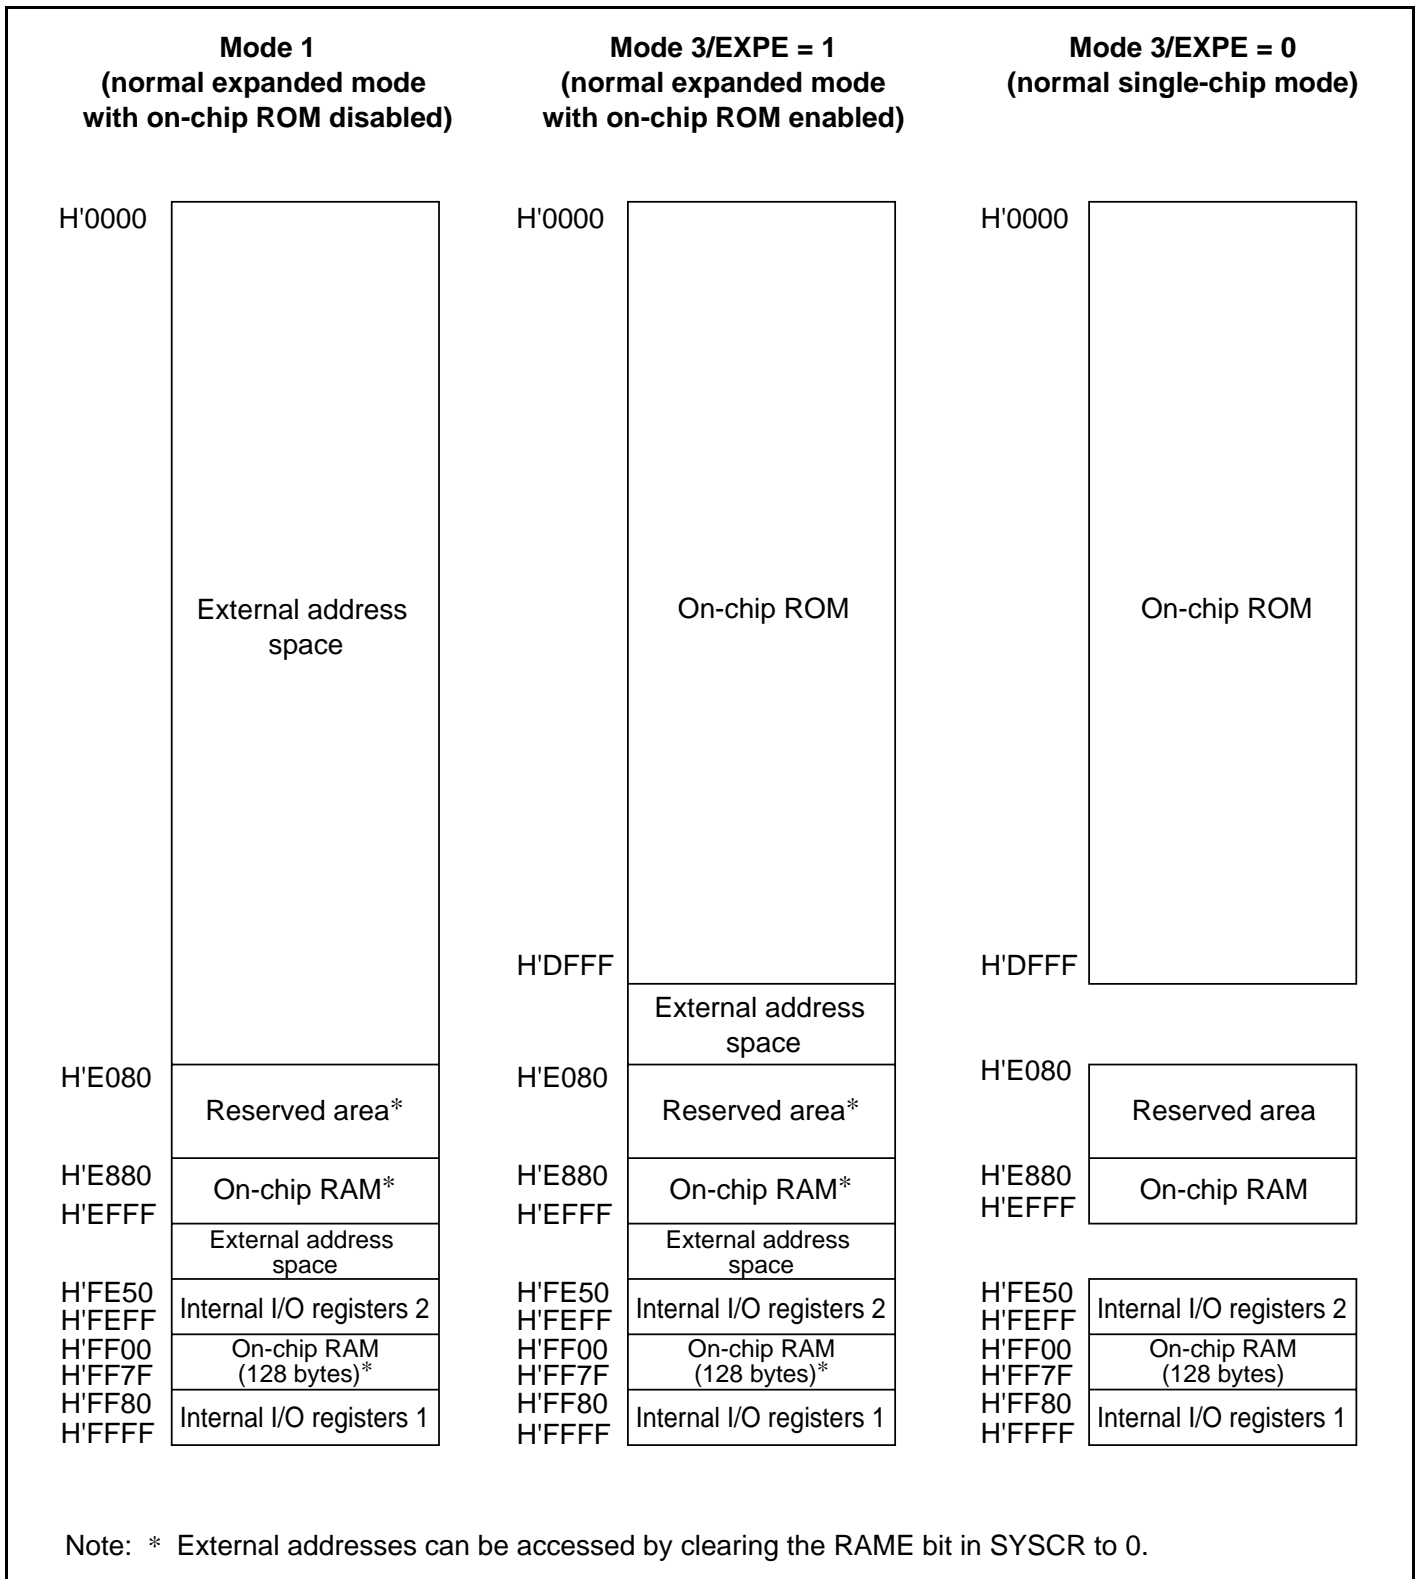 Mode 1
(normal expanded mode
with on-chip ROM disabled)
H'0000
External address
space
H'E080
Reserved area*
H'E880
On-chip RAM*
H'EFFF
External address
space
H'FE50
Internal I/O registers 2
H'FEFF
H'FF00
On-chip RAM
(128 bytes)*
H'FF7F
H'FF80
Internal I/O registers 1
H'FFFF
Mode 3/EXPE = 1
(normal expanded mode
with on-chip ROM enabled)
H'0000
On-chip ROM
H'DFFF
External address
space
H'E080
Reserved area*
H'E880
On-chip RAM*
H'EFFF
External address
space
H'FE50
Internal I/O registers 2
H'FEFF
H'FF00
On-chip RAM
(128 bytes)*
H'FF7F
H'FF80
Internal I/O registers 1
H'FFFF
Mode 3/EXPE = 0
(normal single-chip mode)
H'0000
On-chip ROM
H'DFFF
H'E080
Reserved area
H'E880
On-chip RAM
H'EFFF
H'FE50
Internal I/O registers 2
H'FEFF
H'FF00
On-chip RAM
(128 bytes)
H'FF7F
H'FF80
Internal I/O registers 1
H'FFFF
Note: * External addresses can be accessed by clearing the RAME bit in SYSCR to 0.